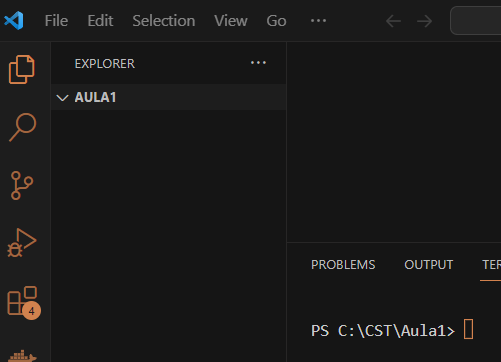 File Edit Selection View Go ···
EXPLORER ···
AULA1
4
PROBLEMS OUTPUT
PS C:\CST\Aula1>